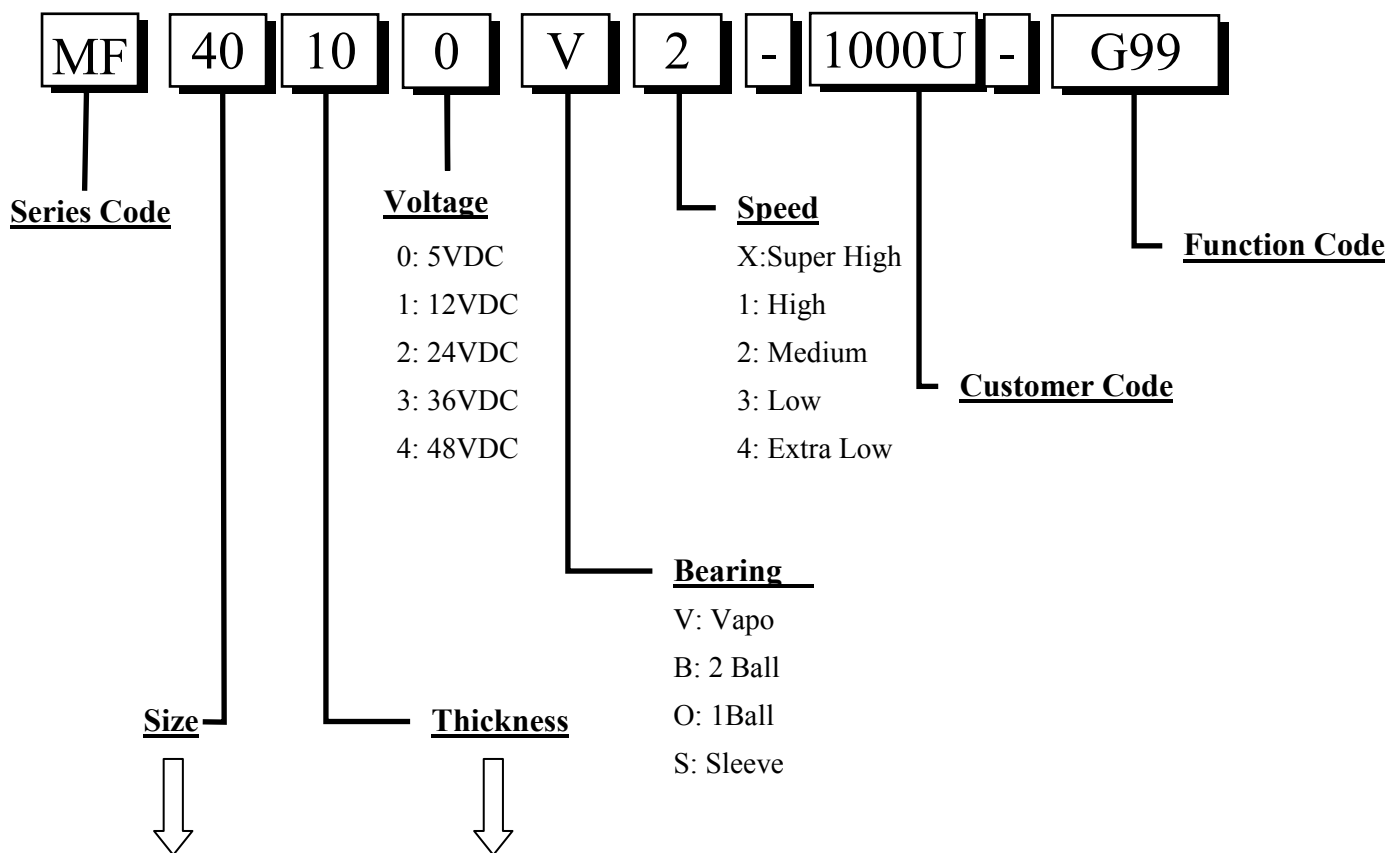 MF 40 10 0 V 2 - 1000U - G99
Series Code
Voltage
0: 5VDC
1: 12VDC
2: 24VDC
3: 36VDC
4: 48VDC
Speed
X:Super High
1: High
2: Medium
3: Low
4: Extra Low
Function Code
Customer Code
Bearing
V: Vapo
B: 2 Ball
O: 1Ball
S: Sleeve
Size
Thickness